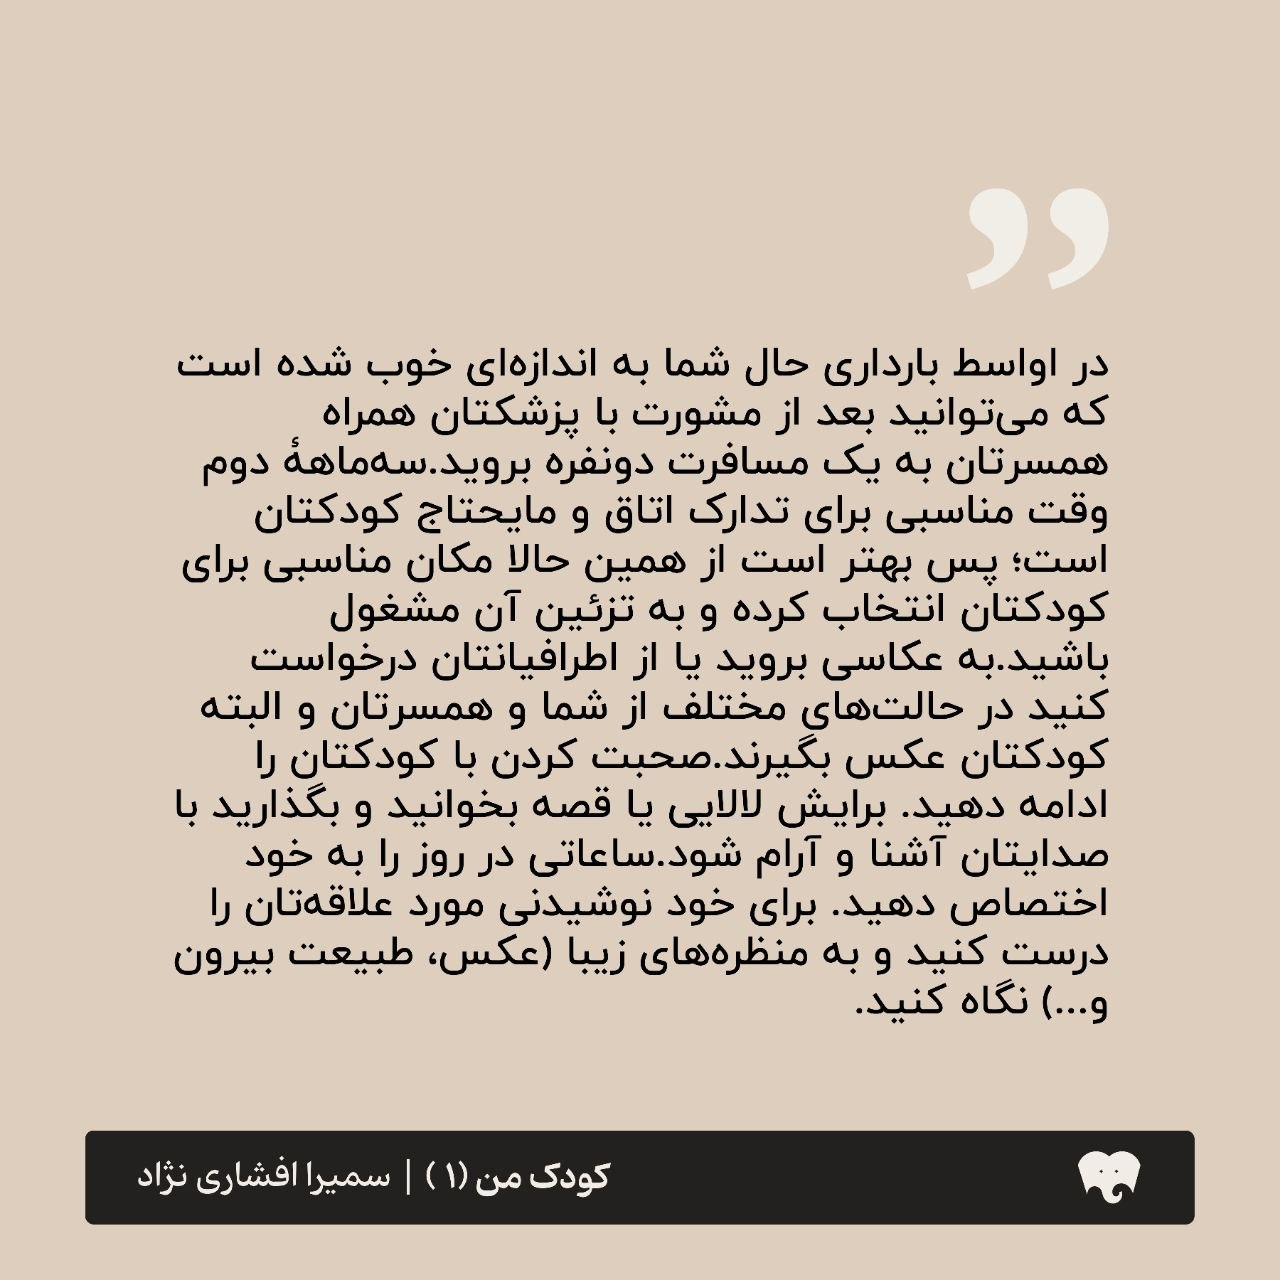 ”
در اواسط بارداری حال شما به اندازه‌ای خوب شده است
که می‌توانید بعد از مشورت با پزشکتان همراه
همسرتان به یک مسافرت دونفره بروید.سه‌ماههٔ دوم
وقت مناسبی برای تدارک اتاق و مایحتاج کودکتان
است؛ پس بهتر است از همین حالا مکان مناسبی برای
کودکتان انتخاب کرده و به تزئین آن مشغول
باشید.به عکاسی بروید یا از اطرافیانتان درخواست
کنید در حالت‌های مختلف از شما و همسرتان و البته
کودکتان عکس بگیرند.صحبت کردن با کودکتان را
ادامه دهید. برایش لالایی یا قصه بخوانید و بگذارید با
صدایتان آشنا و آرام شود.ساعاتی در روز را به خود
اختصاص دهید. برای خود نوشیدنی مورد علاقه‌تان را
درست کنید و به منظره‌های زیبا (عکس، طبیعت بیرون
و...) نگاه کنید.
کودک من (۱ ) | سمیرا افشاری نژاد